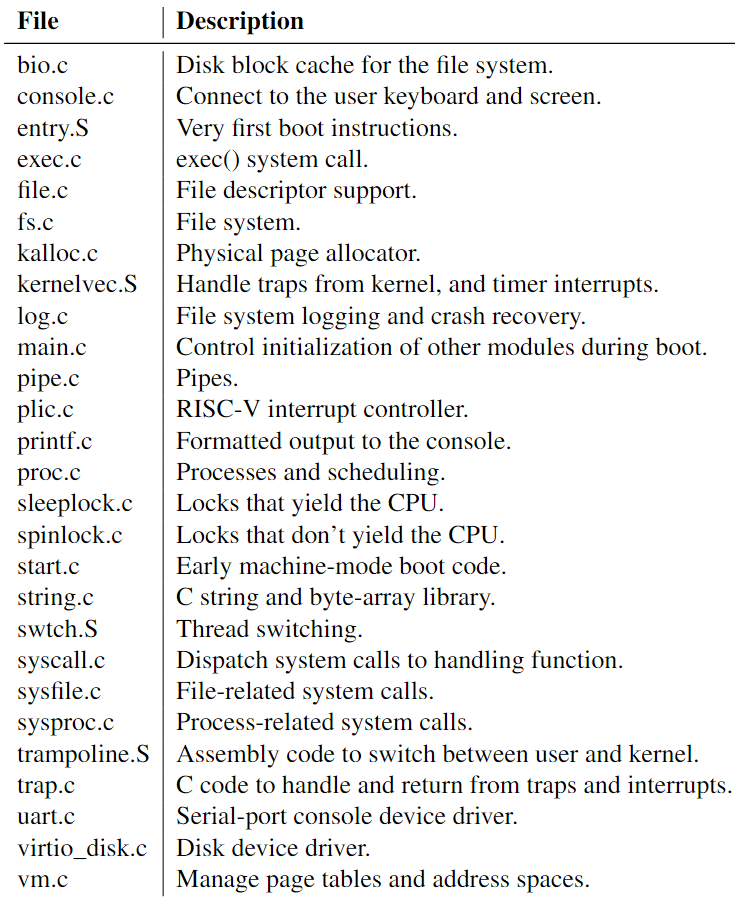 File Description
bio.c Disk block cache for the file system.
console.c Connect to the user keyboard and screen.
entry.S Very first boot instructions.
exec.c exec() system call.
file.c File descriptor support.
fs.c File system.
kalloc.c Physical page allocator.
kernelvec.S Handle traps from kernel, and timer interrupts.
log.c File system logging and crash recovery.
main.c Control initialization of other modules during boot.
pipe.c Pipes.
plic.c RISC-V interrupt controller.
printf.c Formatted output to the console.
proc.c Processes and scheduling.
sleeplock.c Locks that yield the CPU.
spinlock.c Locks that don’t yield the CPU.
start.c Early machine-mode boot code.
string.c C string and byte-array library.
swtch.S Thread switching.
syscall.c Dispatch system calls to handling function.
sysfile.c File-related system calls.
sysproc.c Process-related system calls.
trampoline.S Assembly code to switch between user and kernel.
trap.c C code to handle and return from traps and interrupts.
uart.c Serial-port console device driver.
virtio_disk.c Disk device driver.
vm.c Manage page tables and address spaces.